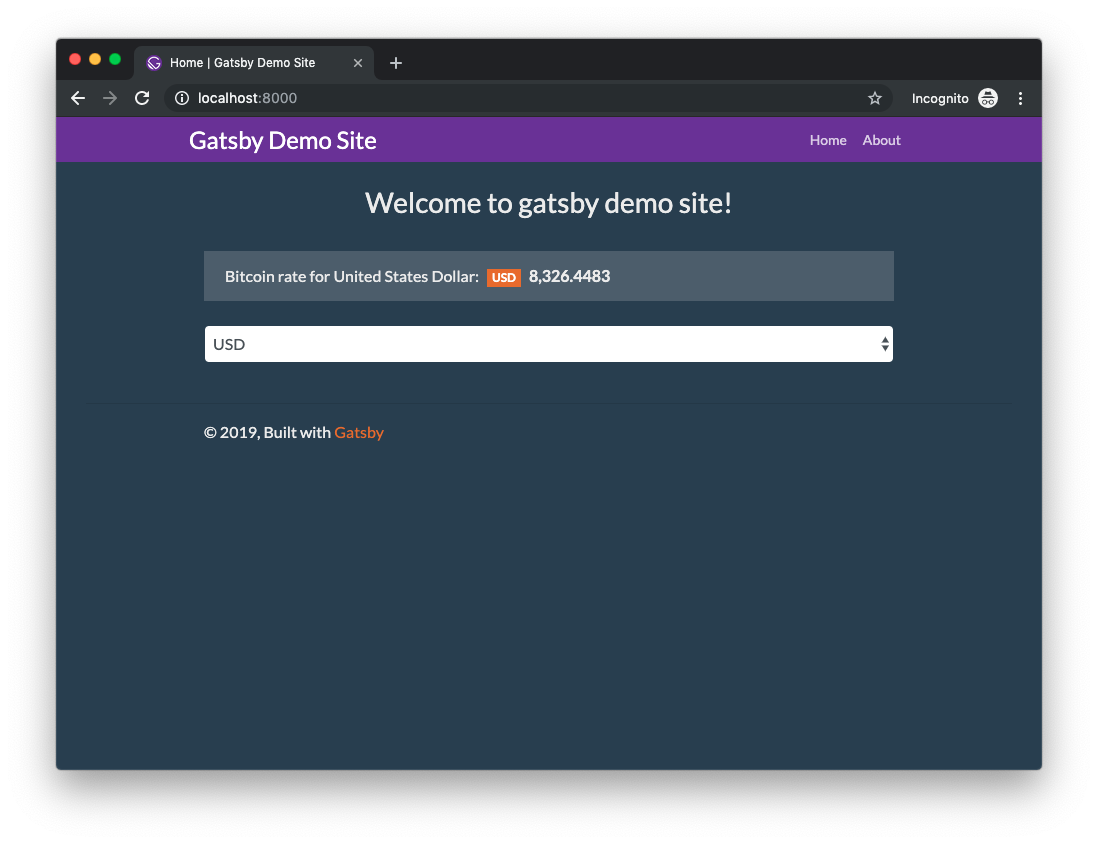 Home | Gatsby Demo Site
localhost:8000
Incognito
Gatsby Demo Site
Home About
Welcome to gatsby demo site!
Bitcoin rate for United States Dollar: USD 8,326.4483
USD
© 2019, Built with Gatsby